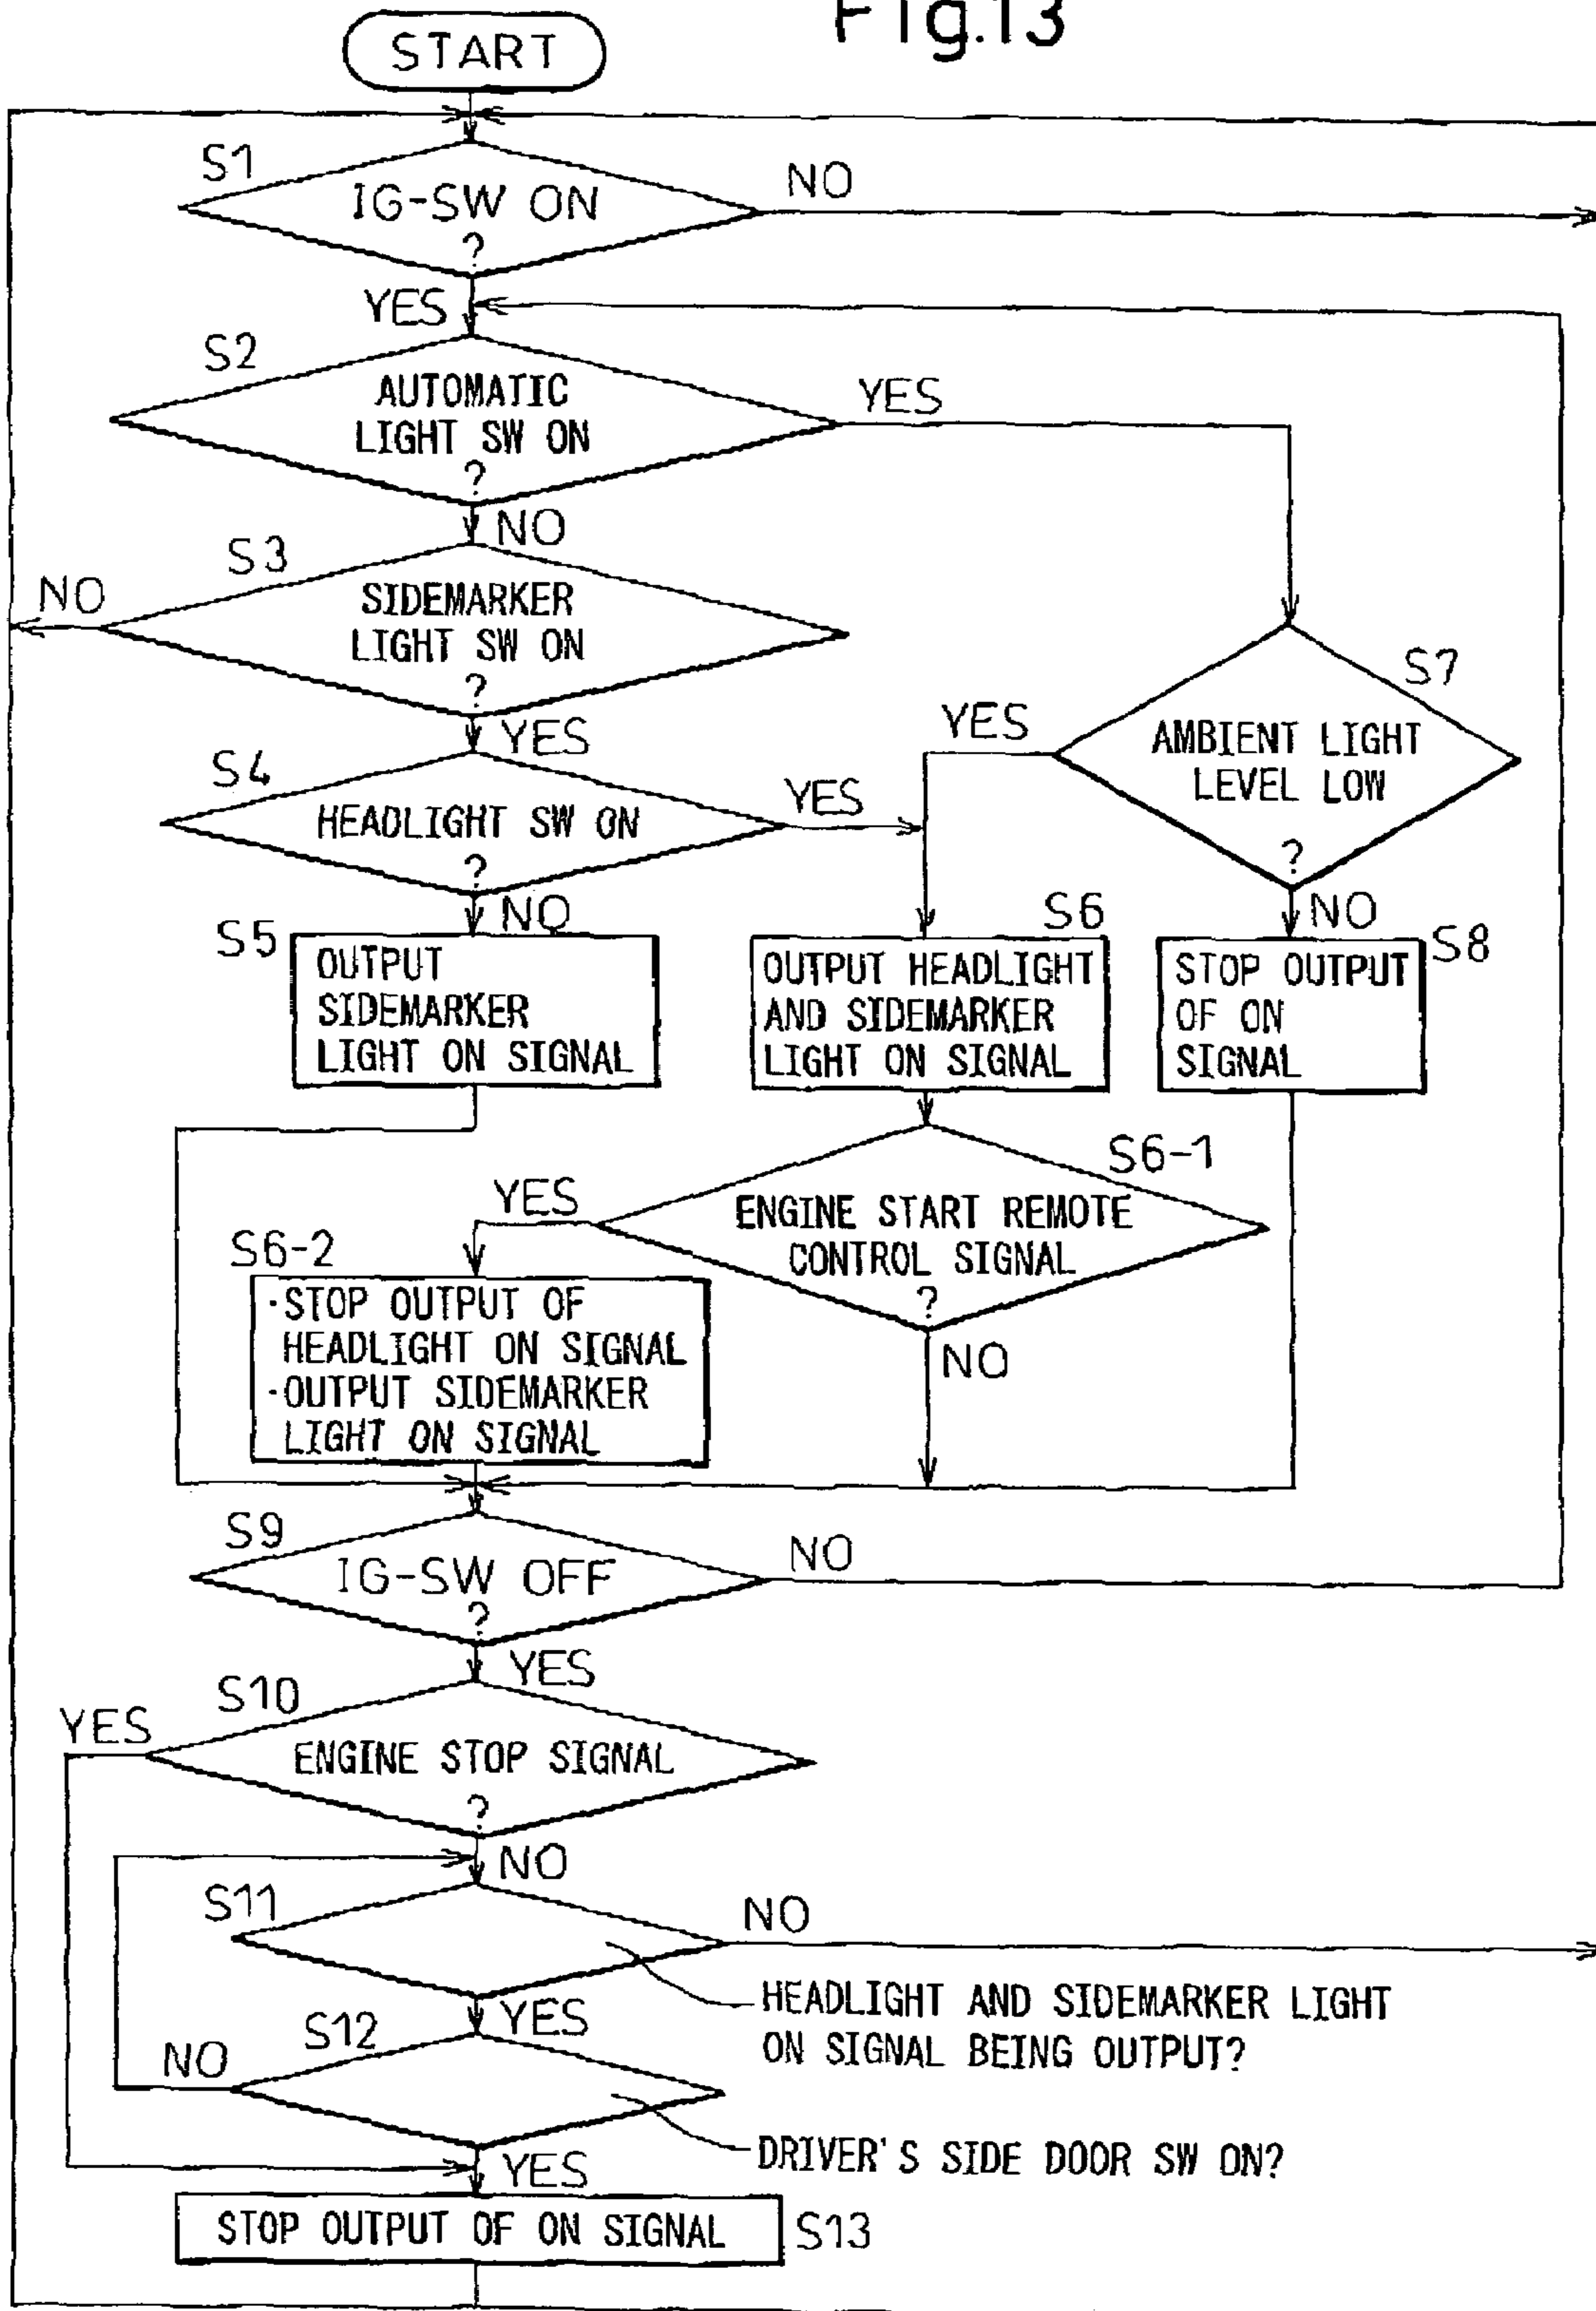 Fig.13
START
S1
IG-SW ON
?
NO
YES
S2
AUTOMATIC
LIGHT SW ON
?
YES
NO
S3
SIDEMARKER
LIGHT SW ON
?
NO
YES
S4
HEADLIGHT SW ON
?
YES
NO
S7
AMBIENT LIGHT
LEVEL LOW
?
YES
NO
S5
OUTPUT
SIDEMARKER
LIGHT ON SIGNAL
S6
OUTPUT HEADLIGHT
AND SIDEMARKER
LIGHT ON SIGNAL
S8
STOP OUTPUT
OF ON
SIGNAL
S6-1
ENGINE START REMOTE
CONTROL SIGNAL
?
YES
NO
S6-2
·STOP OUTPUT OF
HEADLIGHT ON SIGNAL
·OUTPUT SIDEMARKER
LIGHT ON SIGNAL
S9
IG-SW OFF
?
NO
YES
S10
ENGINE STOP SIGNAL
?
YES
NO
S11
NO
HEADLIGHT AND SIDEMARKER LIGHT
ON SIGNAL BEING OUTPUT?
YES
S12
NO
DRIVER'S SIDE DOOR SW ON?
YES
STOP OUTPUT OF ON SIGNAL
S13